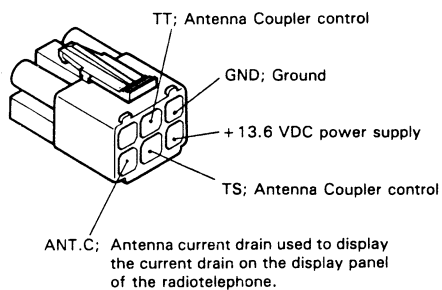 TT; Antenna Coupler control
GND; Ground
+ 13.6 VDC power supply
TS; Antenna Coupler control
ANT.C; Antenna current drain used to display
the current drain on the display panel
of the radiotelephone.